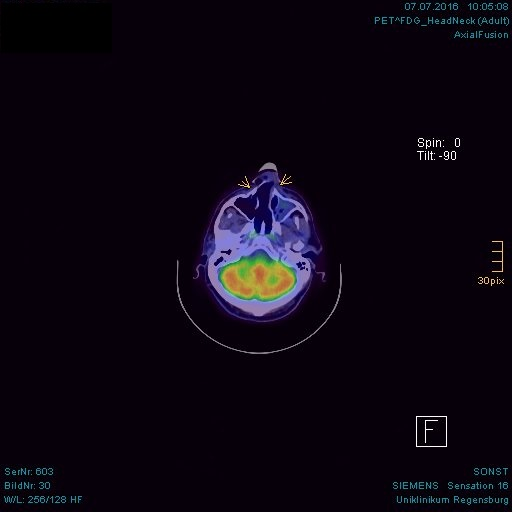 07.07.2016 10:05:08
PET^FDG_HeadNeck (Adult)
AxialFusion
Spin: 0
Tilt: -90
30pix
F
SerNr: 603
BildNr: 30
W/L: 256/128 HF
SONST
SIEMENS Sensation 16
Uniklinikum Regensburg